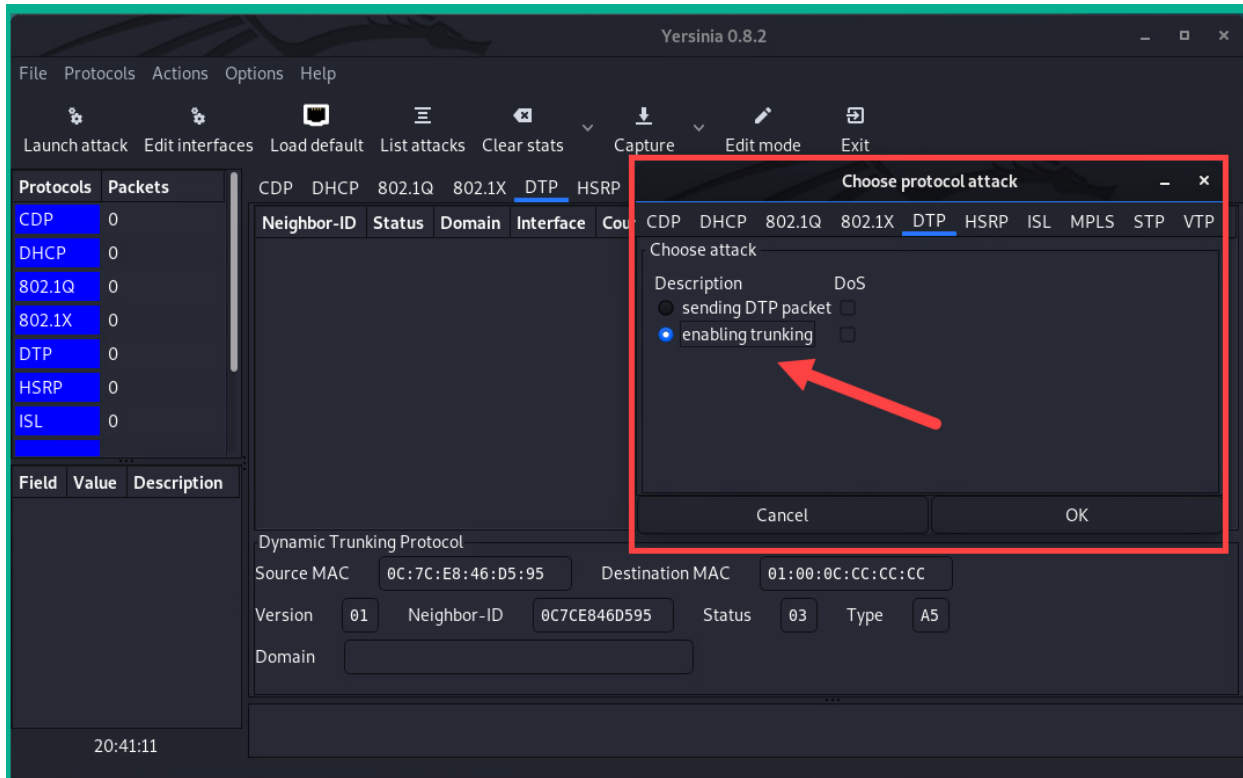 Yersinia 0.8.2
File Protocols Actions Options Help
Launch attack Edit interfaces Load default List attacks Clear stats Capture Edit mode Exit
Protocols Packets
CDP 0
DHCP 0
802.1Q 0
802.1X 0
DTP 0
HSRP 0
ISL 0
Field Value Description
20:41:11
CDP DHCP 802.1Q 802.1X DTP HSRP
Neighbor-ID Status Domain Interface Cou
Choose protocol attack
CDP DHCP 802.1Q 802.1X DTP HSRP ISL MPLS STP VTP
Choose attack
Description DoS
sending DTP packet
enabling trunking
Cancel OK
Dynamic Trunking Protocol
Source MAC 0C:7C:E8:46:D5:95 Destination MAC 01:00:0C:CC:CC:CC
Version 01 Neighbor-ID 0C7CE846D595 Status 03 Type A5
Domain